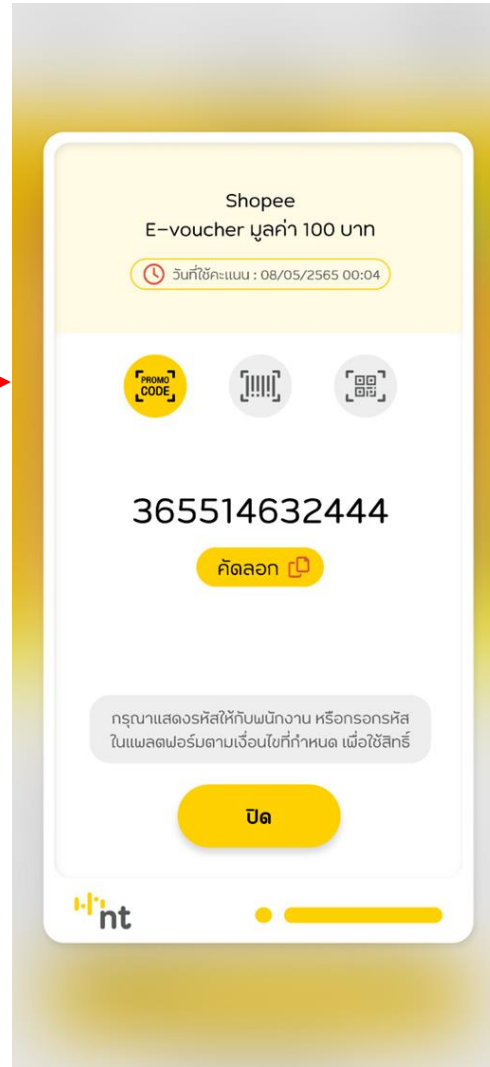 Shopee
E-voucher มูลค่า 100 บาท
วันที่ใช้คะแนน : 08/05/2565 00:04
PROMO
CODE
365514632444
คัดลอก
กรุณาแสดงรหัสให้กับพนักงาน หรือกรอกรหัส
ในแพลตฟอร์มตามเงื่อนไขที่กำหนด เพื่อใช้สิทธิ์
ปิด
nt